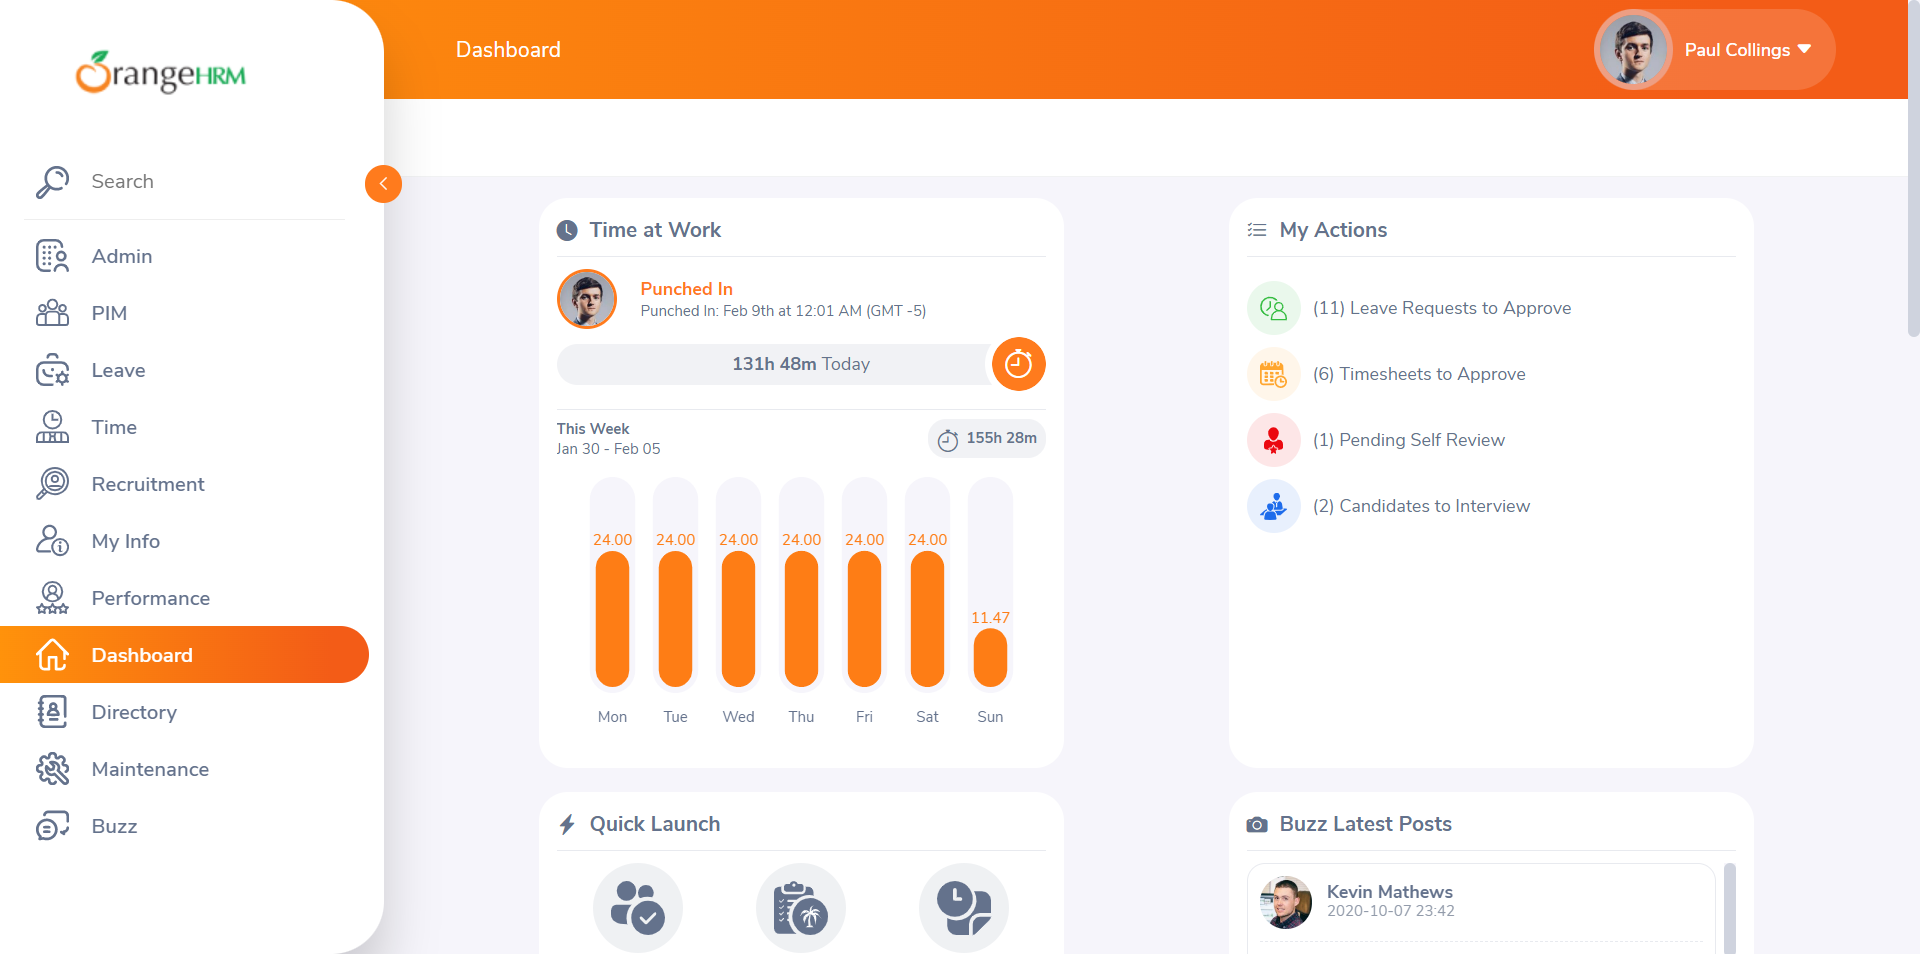 OrangeHRM
Search
Admin
PIM
Leave
Time
Recruitment
My Info
Performance
Dashboard
Directory
Maintenance
Buzz
Dashboard
Paul Collings
Time at Work
Punched In
Punched In: Feb 9th at 12:01 AM (GMT -5)
131h 48m Today
This Week
Jan 30 - Feb 05
155h 28m
24.00 24.00 24.00 24.00 24.00 24.00 11.47
Mon Tue Wed Thu Fri Sat Sun
My Actions
(11) Leave Requests to Approve
(6) Timesheets to Approve
(1) Pending Self Review
(2) Candidates to Interview
Quick Launch
Buzz Latest Posts
Kevin Mathews
2020-10-07 23:42